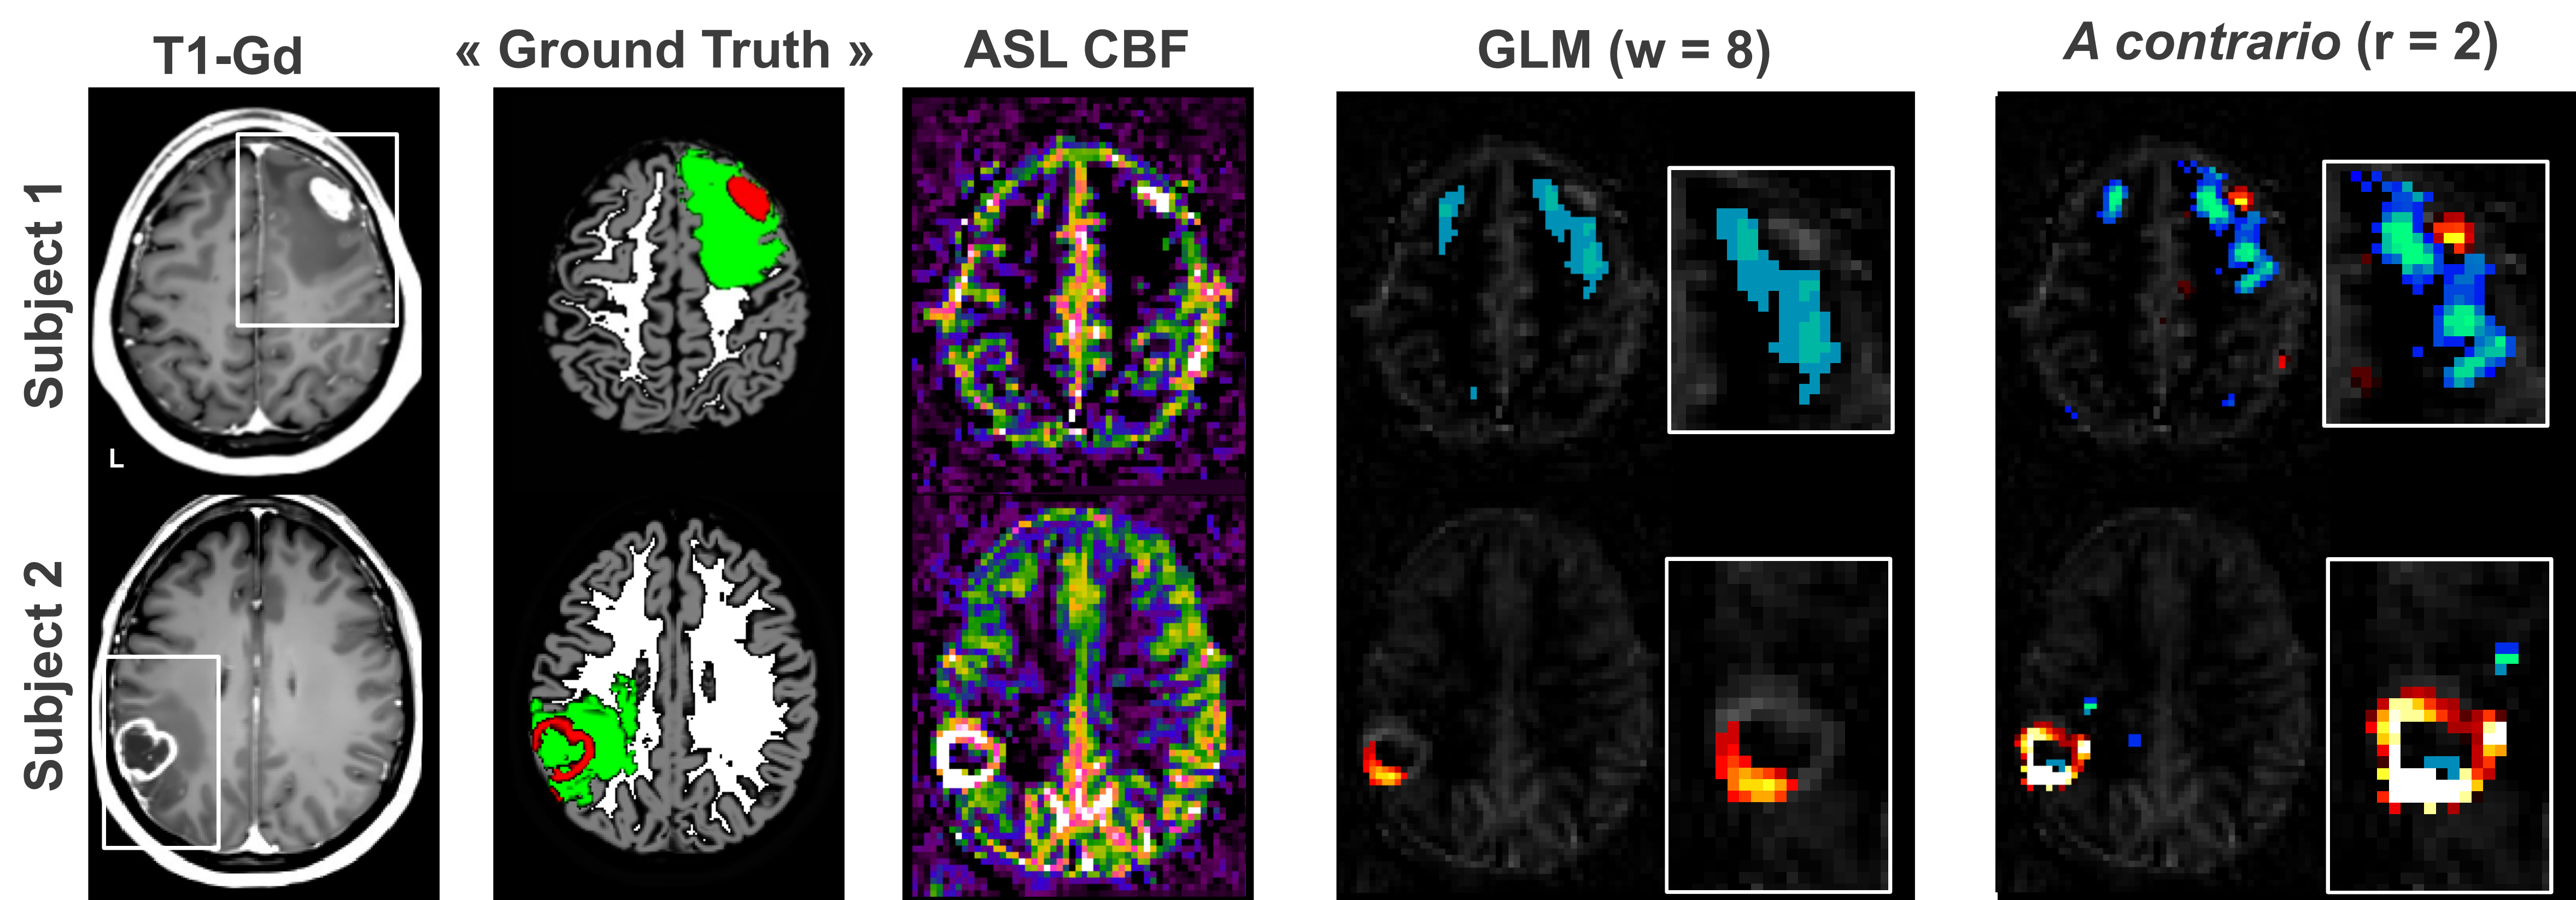 T1-Gd
« Ground Truth »
ASL CBF
GLM (w = 8)
A contrario (r = 2)
Subject 1
L
Subject 2